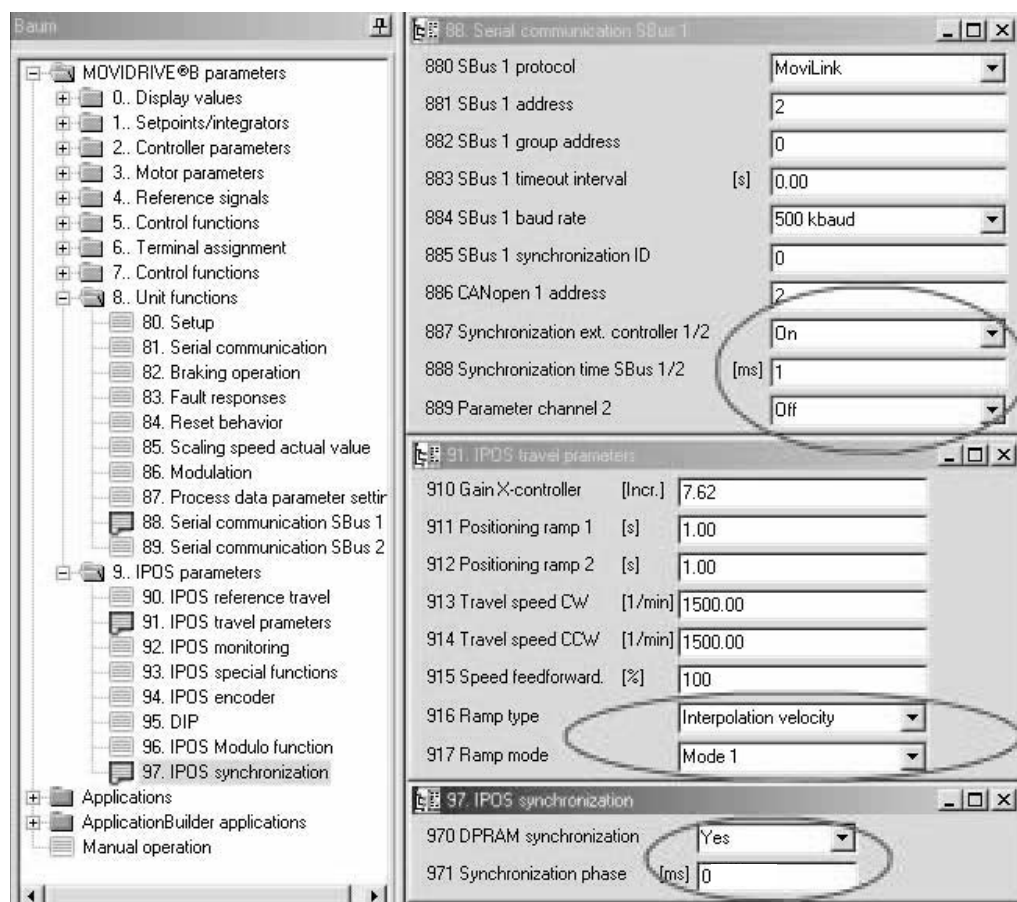 Baum
MOVIDRIVE®B parameters
0.. Display values
1.. Setpoints/integrators
2.. Controller parameters
3.. Motor parameters
4.. Reference signals
5.. Control functions
6.. Terminal assignment
7.. Control functions
8.. Unit functions
80. Setup
81. Serial communication
82. Braking operation
83. Fault responses
84. Reset behavior
85. Scaling speed actual value
86. Modulation
87. Process data parameter settir
88. Serial communication SBus 1
89. Serial communication SBus 2
9.. IPOS parameters
90. IPOS reference travel
91. IPOS travel prameters
92. IPOS monitoring
93. IPOS special functions
94. IPOS encoder
95. DIP
96. IPOS Modulo function
97. IPOS synchronization
Applications
ApplicationBuilder applications
Manual operation
88. Serial communication SBus 1
880 SBus 1 protocol MoviLink
881 SBus 1 address 2
882 SBus 1 group address 0
883 SBus 1 timeout interval [s] 0.00
884 SBus 1 baud rate 500 kbaud
885 SBus 1 synchronization ID 0
886 CANopen 1 address 2
887 Synchronization ext. controller 1/2 On
888 Synchronization time SBus 1/2 [ms] 1
889 Parameter channel 2 Off
91. IPOS travel prameters
910 Gain X-controller [Incr.] 7.62
911 Positioning ramp 1 [s] 1.00
912 Positioning ramp 2 [s] 1.00
913 Travel speed CW [1/min] 1500.00
914 Travel speed CCW [1/min] 1500.00
915 Speed feedforward. [%] 100
916 Ramp type Interpolation velocity
917 Ramp mode Mode 1
97. IPOS synchronization
970 DPRAM synchronization Yes
971 Synchronization phase [ms] 0